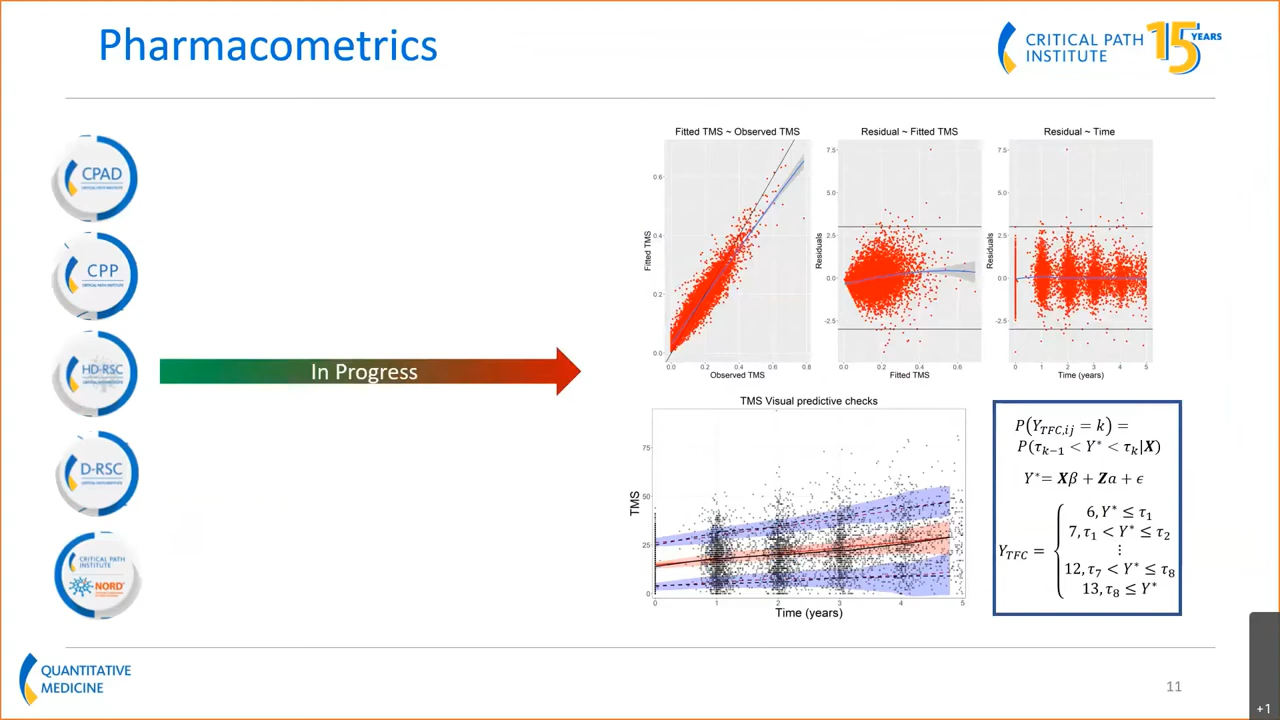 Pharmacometrics
CRITICAL PATH
INSTITUTE
15 YEARS
CPAD
CPP
HD-RSC
D-RSC
CRITICAL PATH
INSTITUTE
NORD
In Progress
Fitted TMS ~ Observed TMS
Fitted TMS
0.6
0.4
0.2
0.0
0.0 0.2 0.4 0.6 0.8
Observed TMS
Residual ~ Fitted TMS
Residuals
7.5
5.0
2.5
0.0
-2.5
0.0 0.2 0.4 0.6
Fitted TMS
Residual ~ Time
Residuals
7.5
5.0
2.5
0.0
-2.5
0 1 2 3 4 5
Time (years)
TMS Visual predictive checks
TMS
75
50
25
0
0 1 2 3 4 5
Time (years)
P(Y_{TFC,ij} = k) =
P(τ_{k−1} < Y* < τ_k|X)
Y*= Xβ + Za + ϵ
6, Y* ≤ τ_1
7, τ_1 < Y* ≤ τ_2
Y_{TFC} = { ⋮
12, τ_7 < Y* ≤ τ_8
13, τ_8 ≤ Y*
QUANTITATIVE
MEDICINE
11
+1